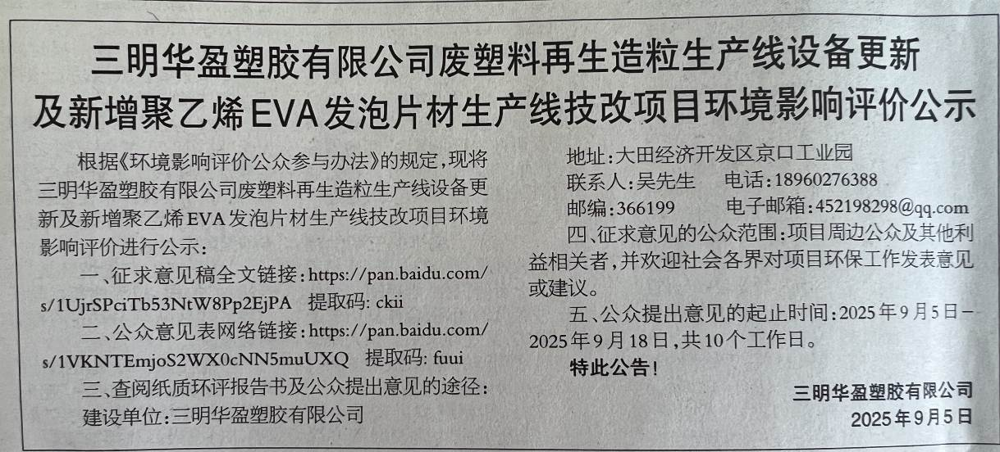 三明华盈塑胶有限公司废塑料再生造粒生产线设备更新
及新增聚乙烯EVA发泡片材生产线技改项目环境影响评价公示
根据《环境影响评价公众参与办法》的规定,现将
三明华盈塑胶有限公司废塑料再生造粒生产线设备更
新及新增聚乙烯EVA发泡片材生产线技改项目环境
影响评价进行公示:
一、征求意见稿全文链接:https://pan.baidu.com/
s/1UjrSPciTb53NtW8Pp2EjPA 提取码: ckii
二、公众意见表网络链接:https://pan.baidu.com/
s/1VKNTEmjoS2WX0cNN5muUXQ 提取码: fuui
三、查阅纸质环评报告书及公众提出意见的途径:
建设单位:三明华盈塑胶有限公司
地址:大田经济开发区京口工业园
联系人:吴先生 电话:18960276388
邮编:366199 电子邮箱:452198298@qq.com
四、征求意见的公众范围:项目周边公众及其他利
益相关者,并欢迎社会各界对项目环保工作发表意见
或建议。
五、公众提出意见的起止时间:2025年9月5日-
2025年9月18日,共10个工作日。
特此公告!
三明华盈塑胶有限公司
2025年9月5日